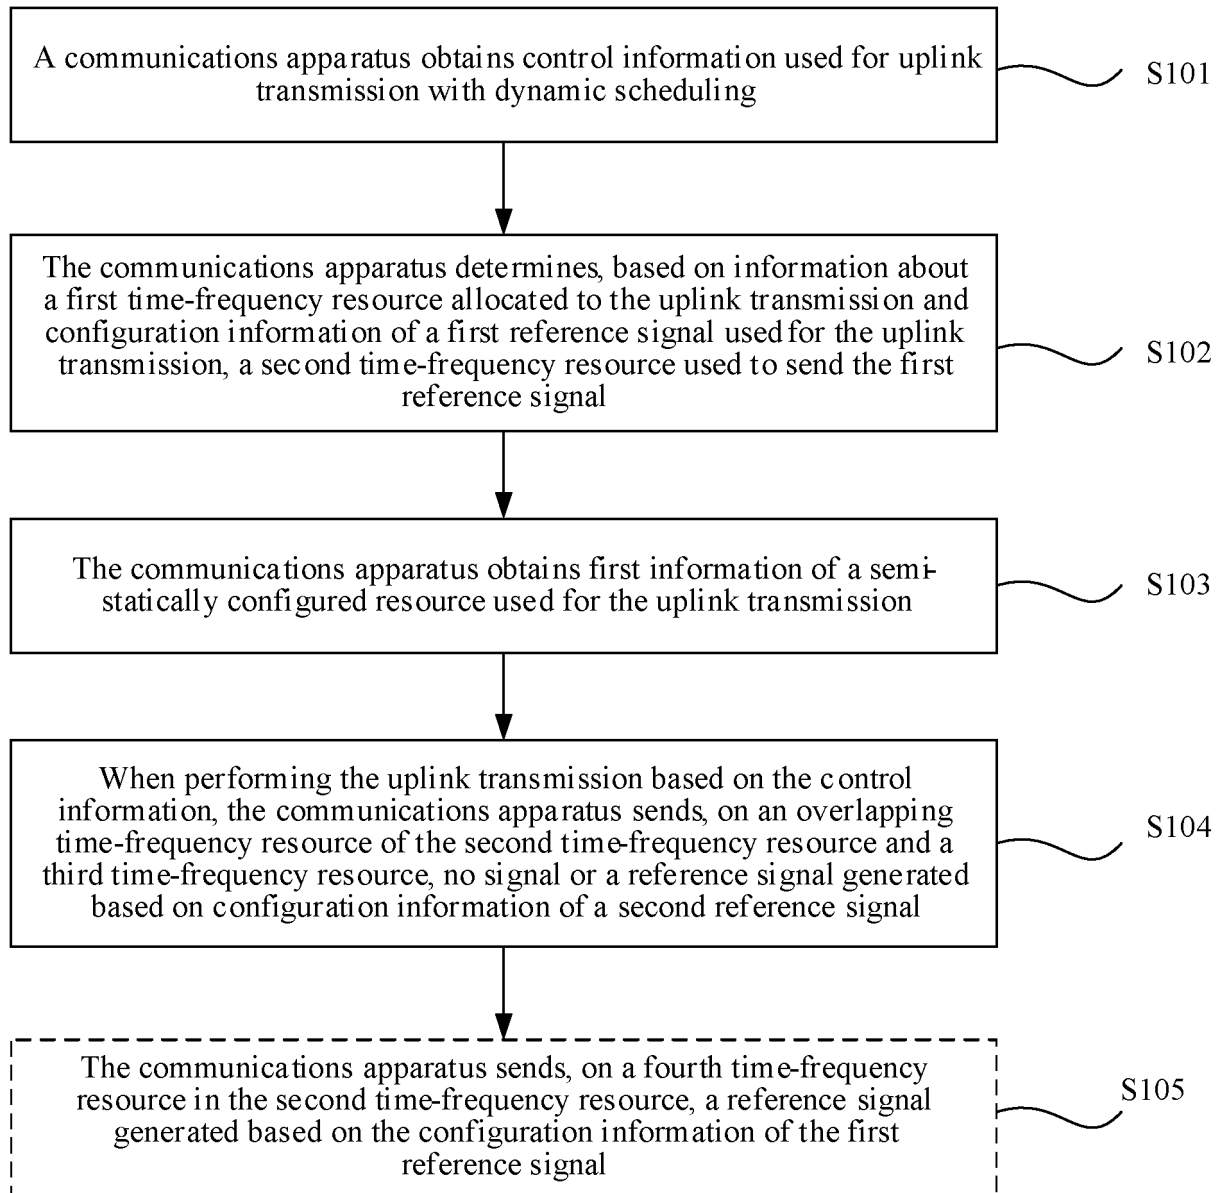 A communications apparatus obtains control information used for uplink
transmission with dynamic scheduling
S101
The communications apparatus determines, based on information about
a first time-frequency resource allocated to the uplink transmission and
configuration information of a first reference signal used for the uplink
transmission, a second time-frequency resource used to send the first
reference signal
S102
The communications apparatus obtains first information of a semi-
statically configured resource used for the uplink transmission
S103
When performing the uplink transmission based on the control
information, the communications apparatus sends, on an overlapping
time-frequency resource of the second time-frequency resource and a
third time-frequency resource, no signal or a reference signal generated
based on configuration information of a second reference signal
S104
The communications apparatus sends, on a fourth time-frequency
resource in the second time-frequency resource, a reference signal
generated based on the configuration information of the first
reference signal
S105